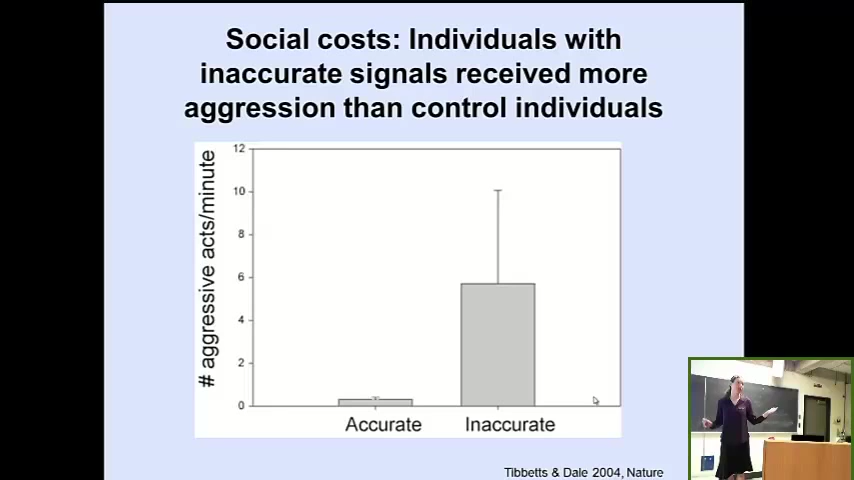 Social costs: Individuals with
inaccurate signals received more
aggression than control individuals
# aggressive acts/minute
12
10
8
6
4
2
0
Accurate
Inaccurate
Tibbetts & Dale 2004, Nature